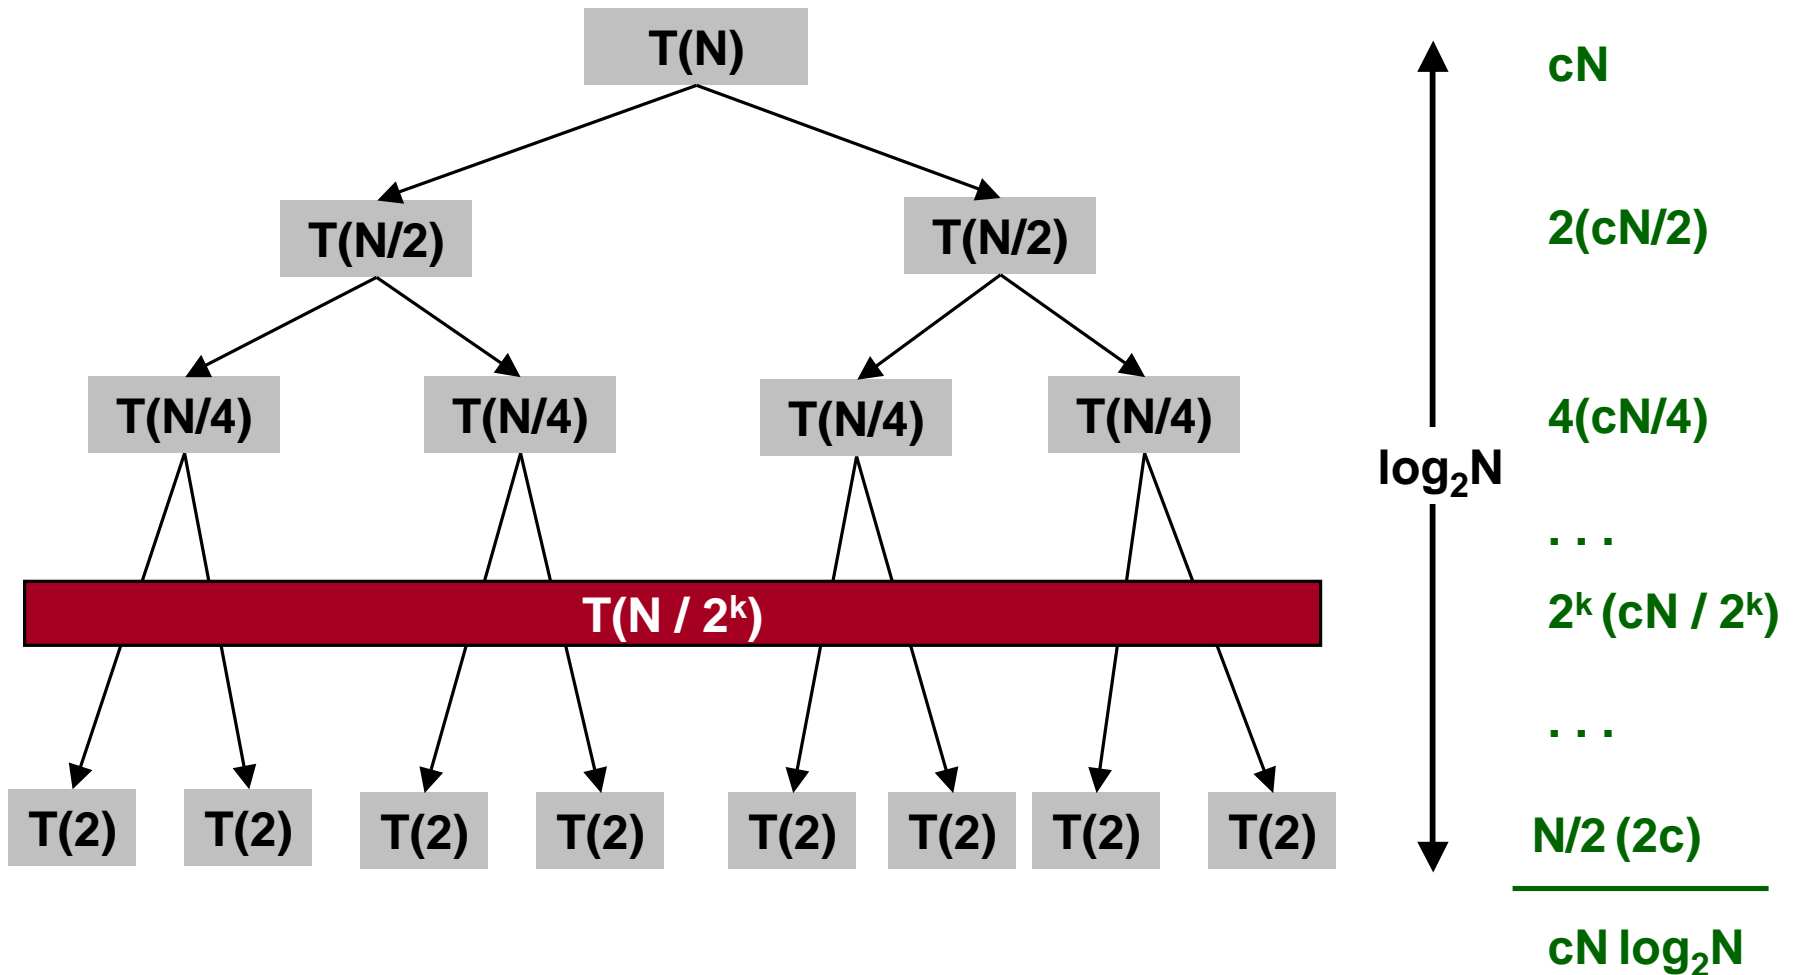 T(N)
cN
T(N/2)
T(N/2)
2(cN/2)
T(N/4)
T(N/4)
T(N/4)
T(N/4)
4(cN/4)
log₂N
. . .
T(N / 2ᵏ)
2ᵏ (cN / 2ᵏ)
. . .
T(2)
T(2)
T(2)
T(2)
T(2)
T(2)
T(2)
T(2)
N/2 (2c)
cN log₂N